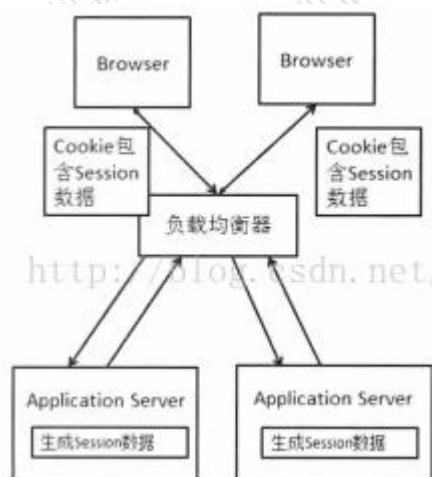 Browser
Browser
Cookie包
含Session
数据
Cookie包
含Session
数据
负载均衡器
http://blog.csdn.net/
Application Server
生成Session数据
Application Server
生成Session数据